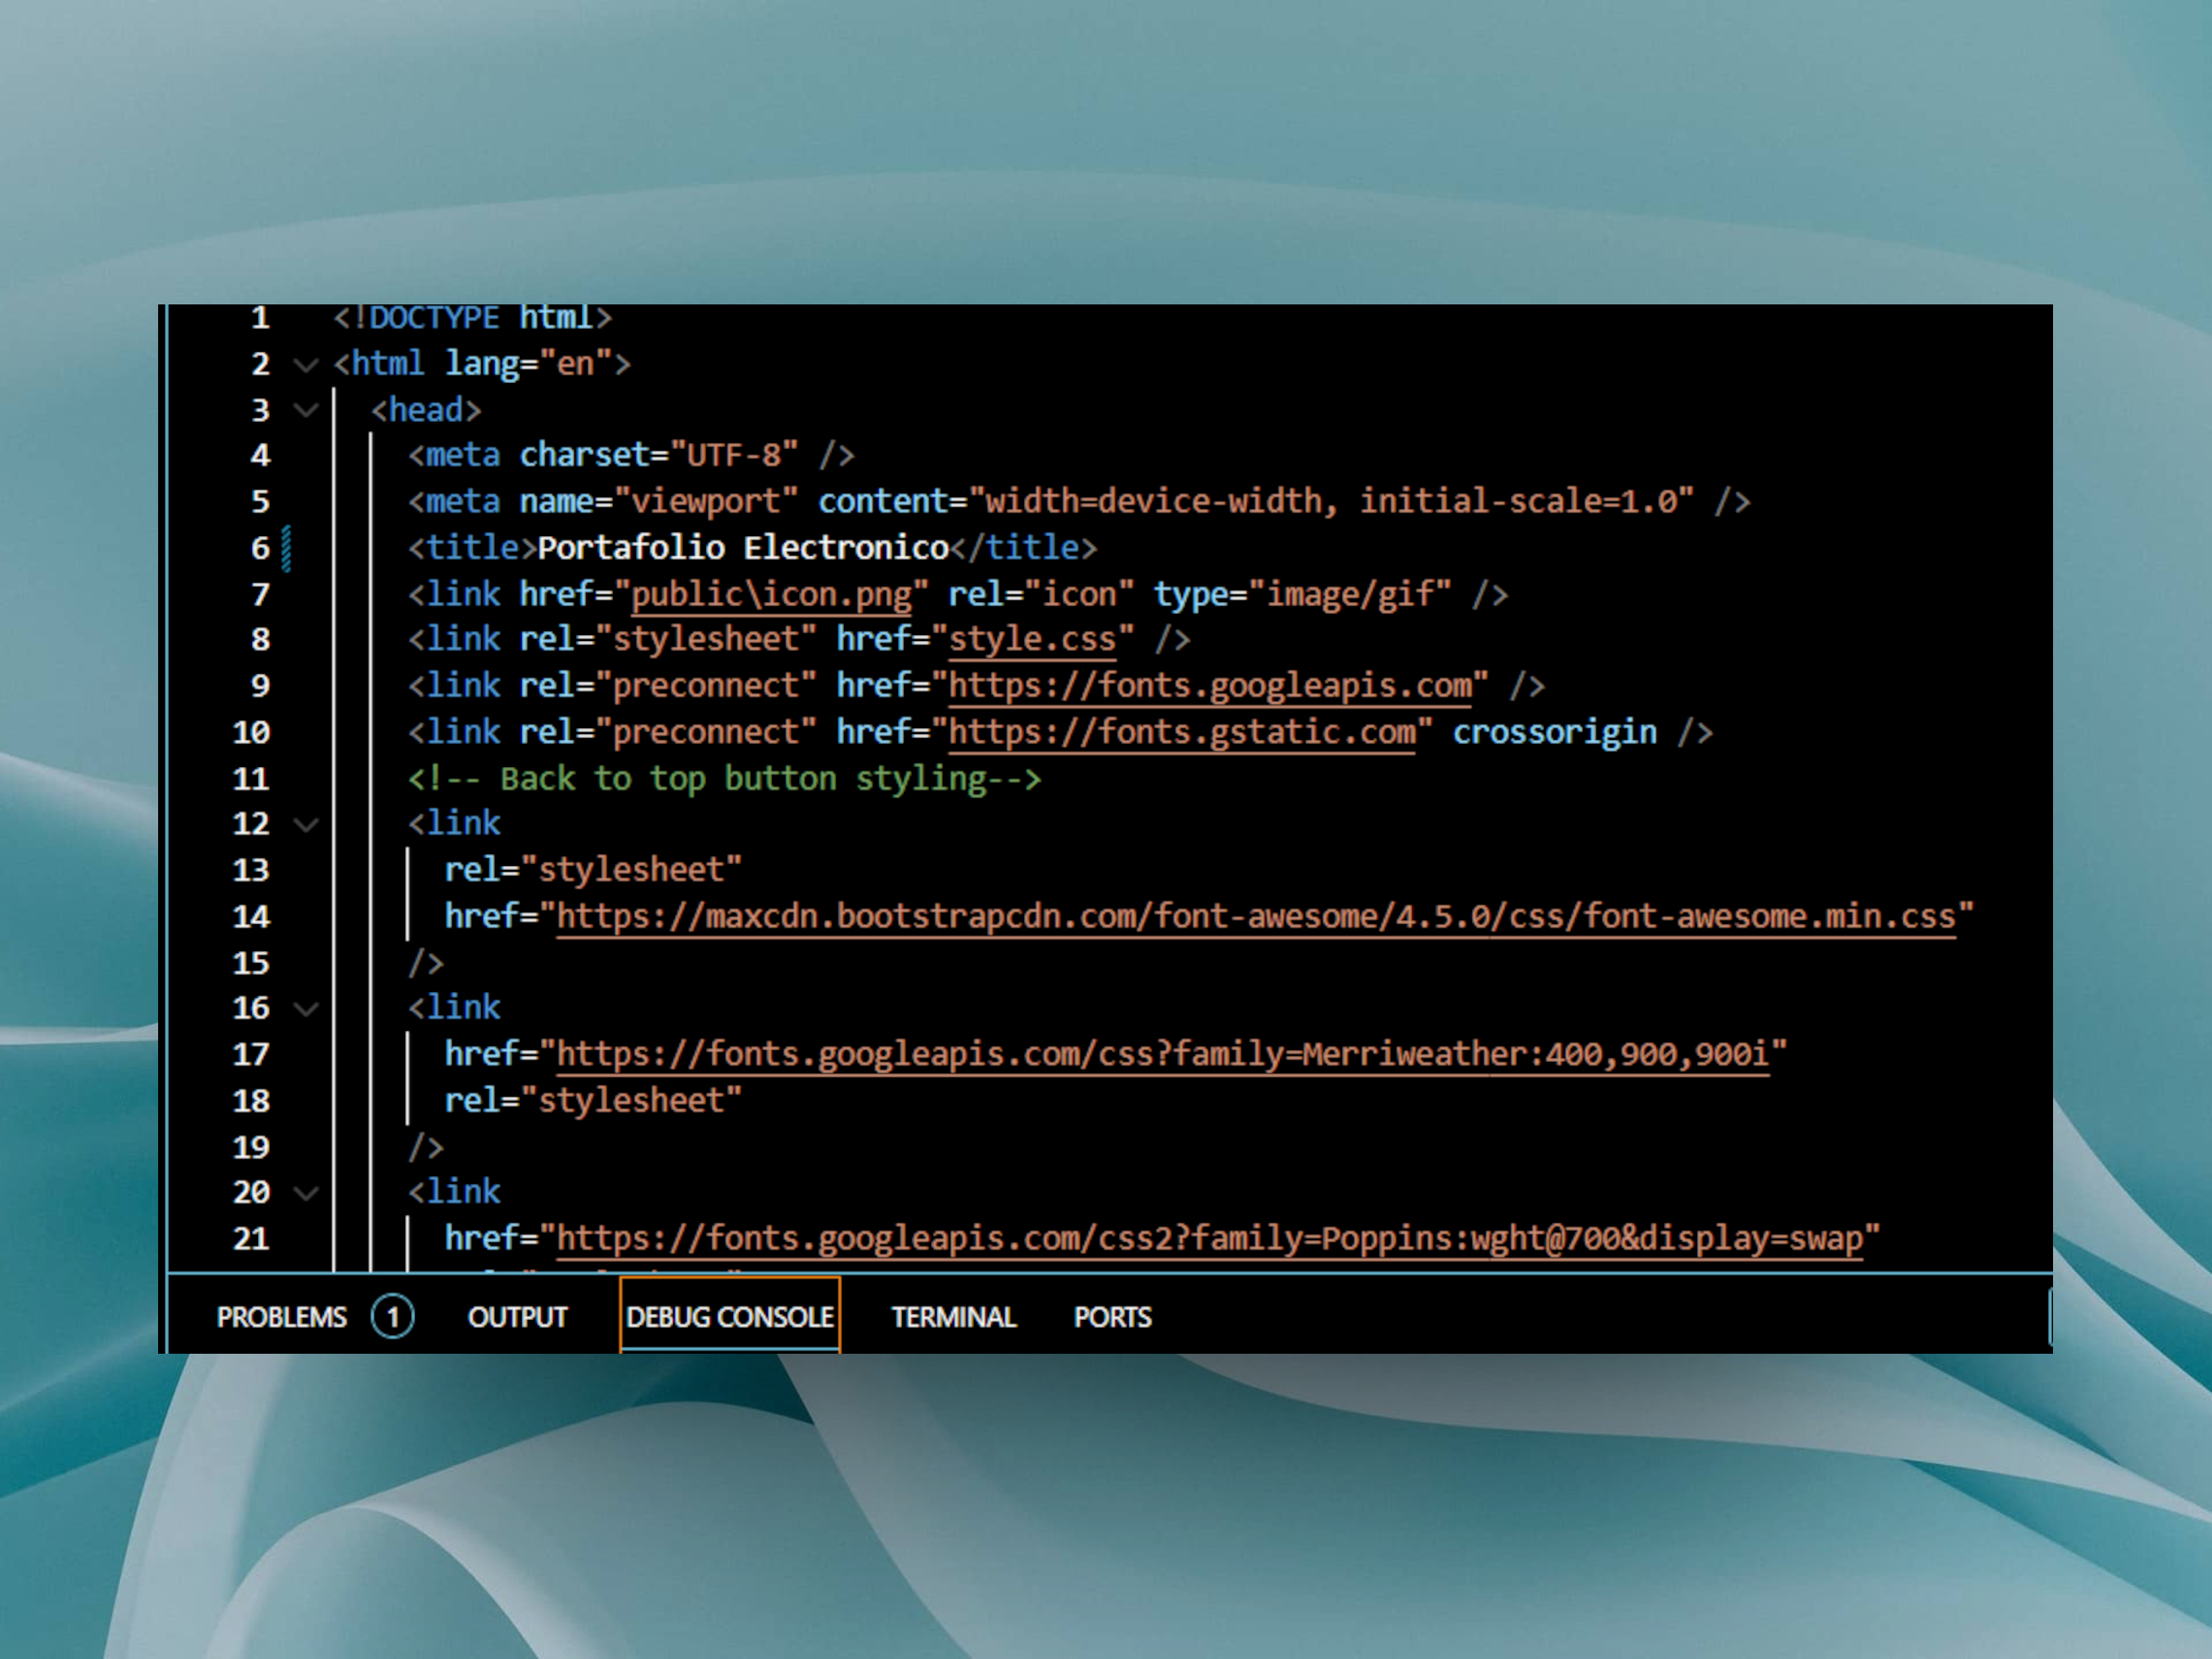 1 <!DOCTYPE html>
2 <html lang="en">
3 <head>
4 <meta charset="UTF-8" />
5 <meta name="viewport" content="width=device-width, initial-scale=1.0" />
6 <title>Portafolio Electronico</title>
7 <link href="public\icon.png" rel="icon" type="image/gif" />
8 <link rel="stylesheet" href="style.css" />
9 <link rel="preconnect" href="https://fonts.googleapis.com" />
10 <link rel="preconnect" href="https://fonts.gstatic.com" crossorigin />
11 <!-- Back to top button styling-->
12 <link
13 rel="stylesheet"
14 href="https://maxcdn.bootstrapcdn.com/font-awesome/4.5.0/css/font-awesome.min.css"
15 />
16 <link
17 href="https://fonts.googleapis.com/css?family=Merriweather:400,900,900i"
18 rel="stylesheet"
19 />
20 <link
21 href="https://fonts.googleapis.com/css2?family=Poppins:wght@700&display=swap"
PROBLEMS 1 OUTPUT DEBUG CONSOLE TERMINAL PORTS